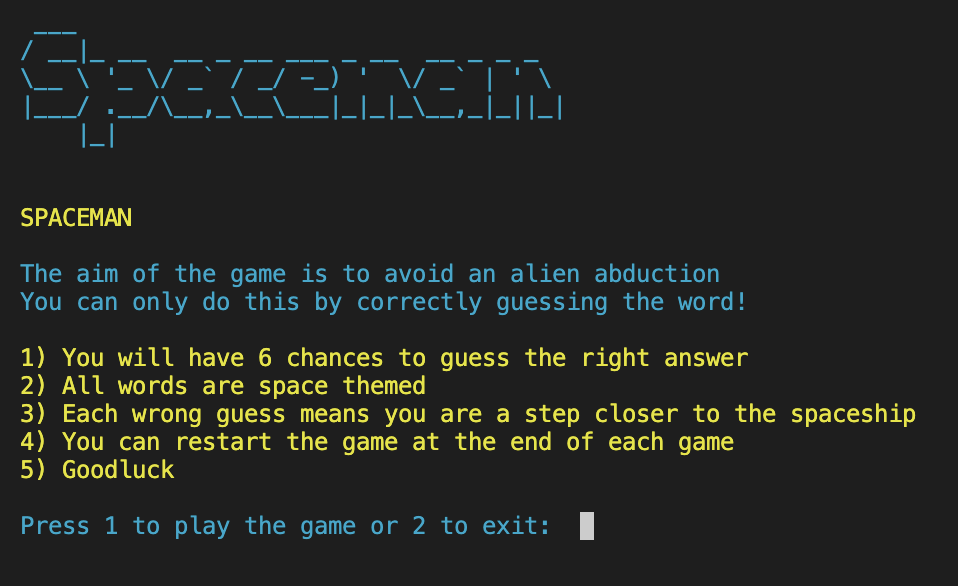 Spaceman
SPACEMAN
The aim of the game is to avoid an alien abduction
You can only do this by correctly guessing the word!
1) You will have 6 chances to guess the right answer
2) All words are space themed
3) Each wrong guess means you are a step closer to the spaceship
4) You can restart the game at the end of each game
5) Goodluck
Press 1 to play the game or 2 to exit: